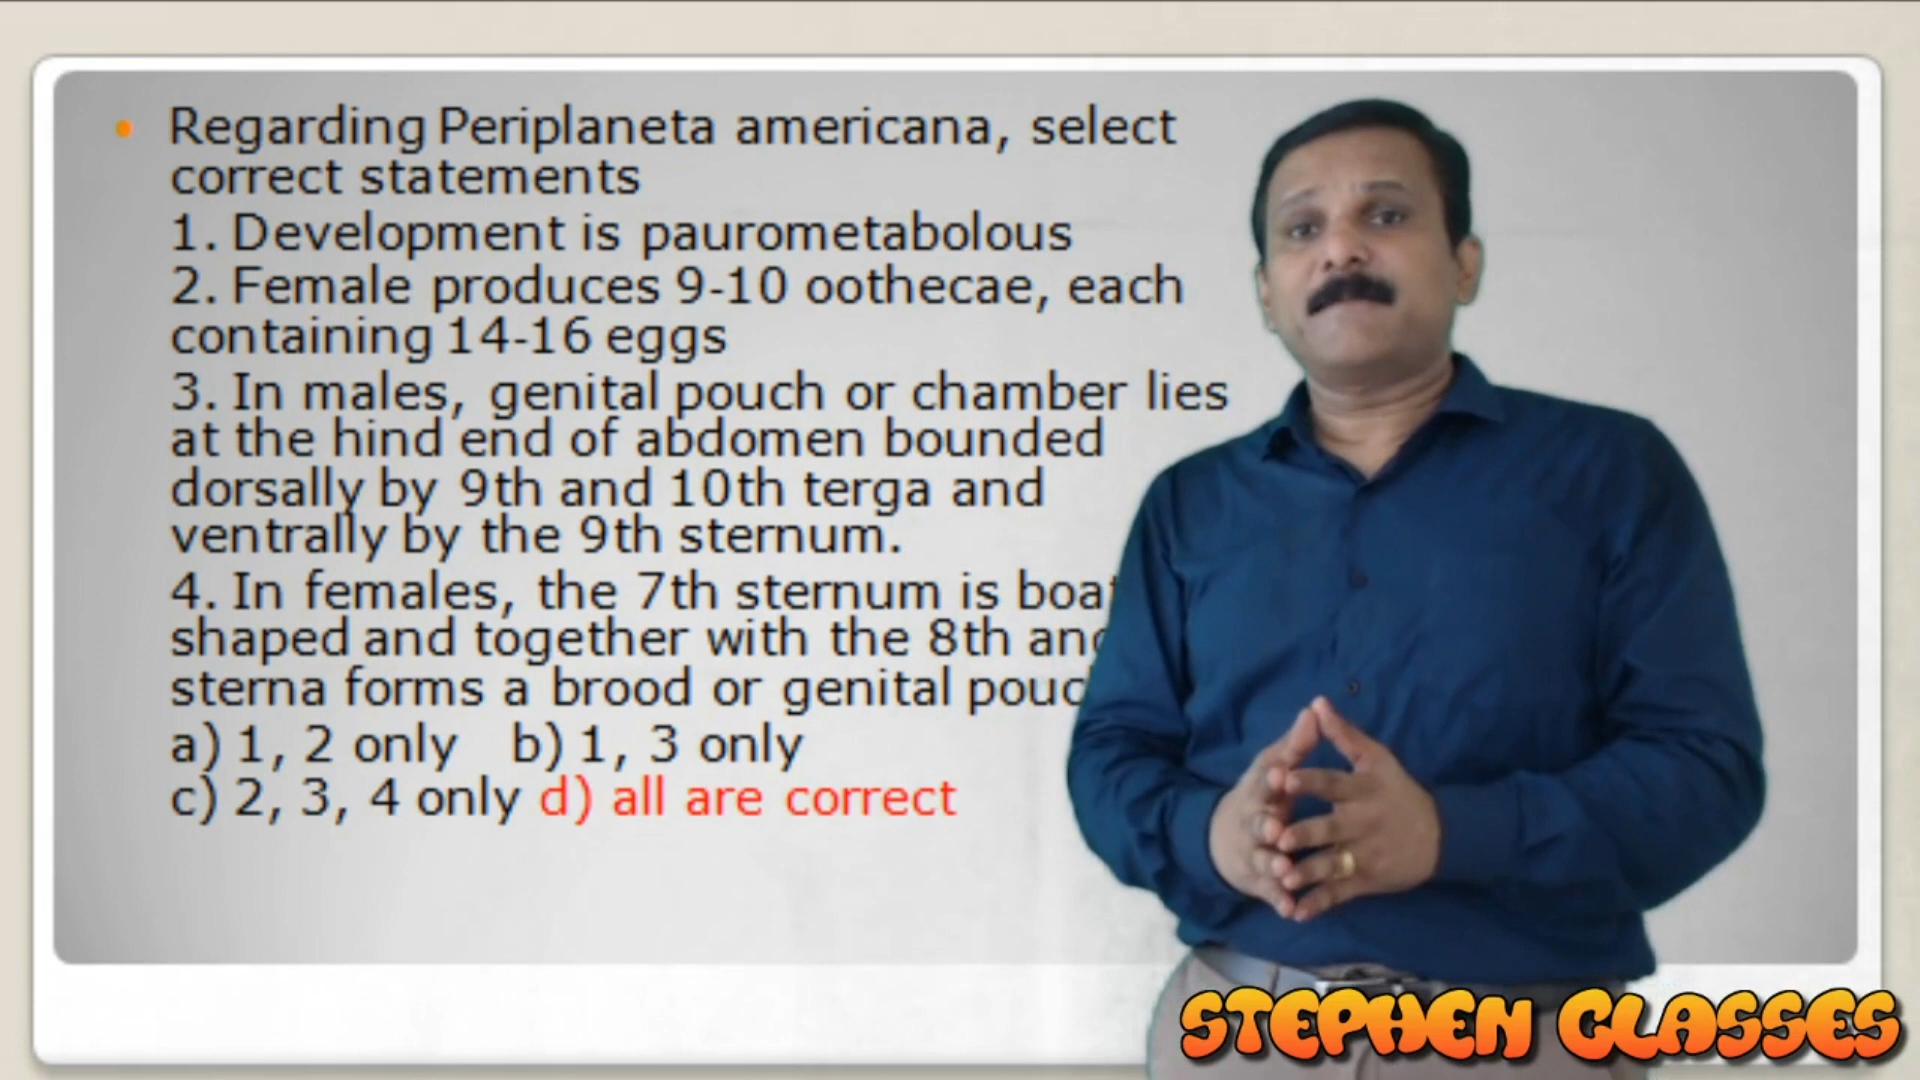 Regarding Periplaneta americana, select
correct statements
1. Development is paurometabolous
2. Female produces 9-10 oothecae, each
containing 14-16 eggs
3. In males, genital pouch or chamber lies
at the hind end of abdomen bounded
dorsally by 9th and 10th terga and
ventrally by the 9th sternum.
4. In females, the 7th sternum is
shaped and together with the 8th
sterna forms a brood or genital
a) 1, 2 only b) 1, 3 only
c) 2, 3, 4 only d) all are correct
STEPHEN CLASSES